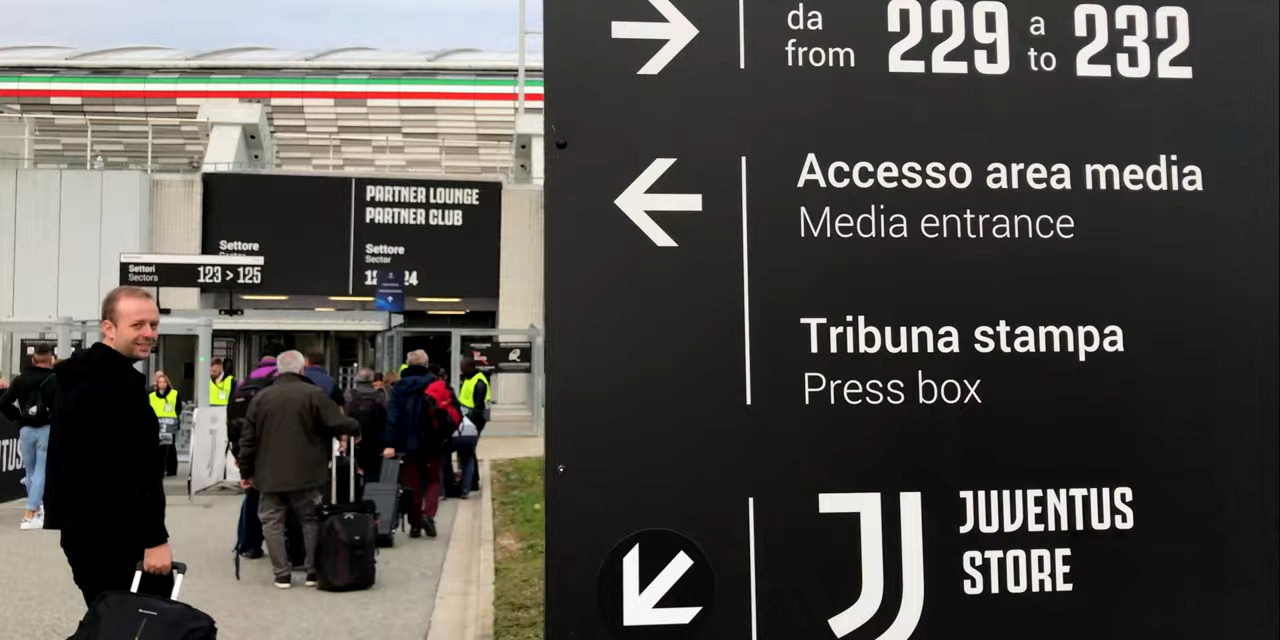 PARTNER LOUNGE
PARTNER CLUB
Settore
Settore
Sector
Settori
Sectors
123 > 125
da
from
229
a
to
232
Accesso area media
Media entrance
Tribuna stampa
Press box
JUVENTUS
STORE